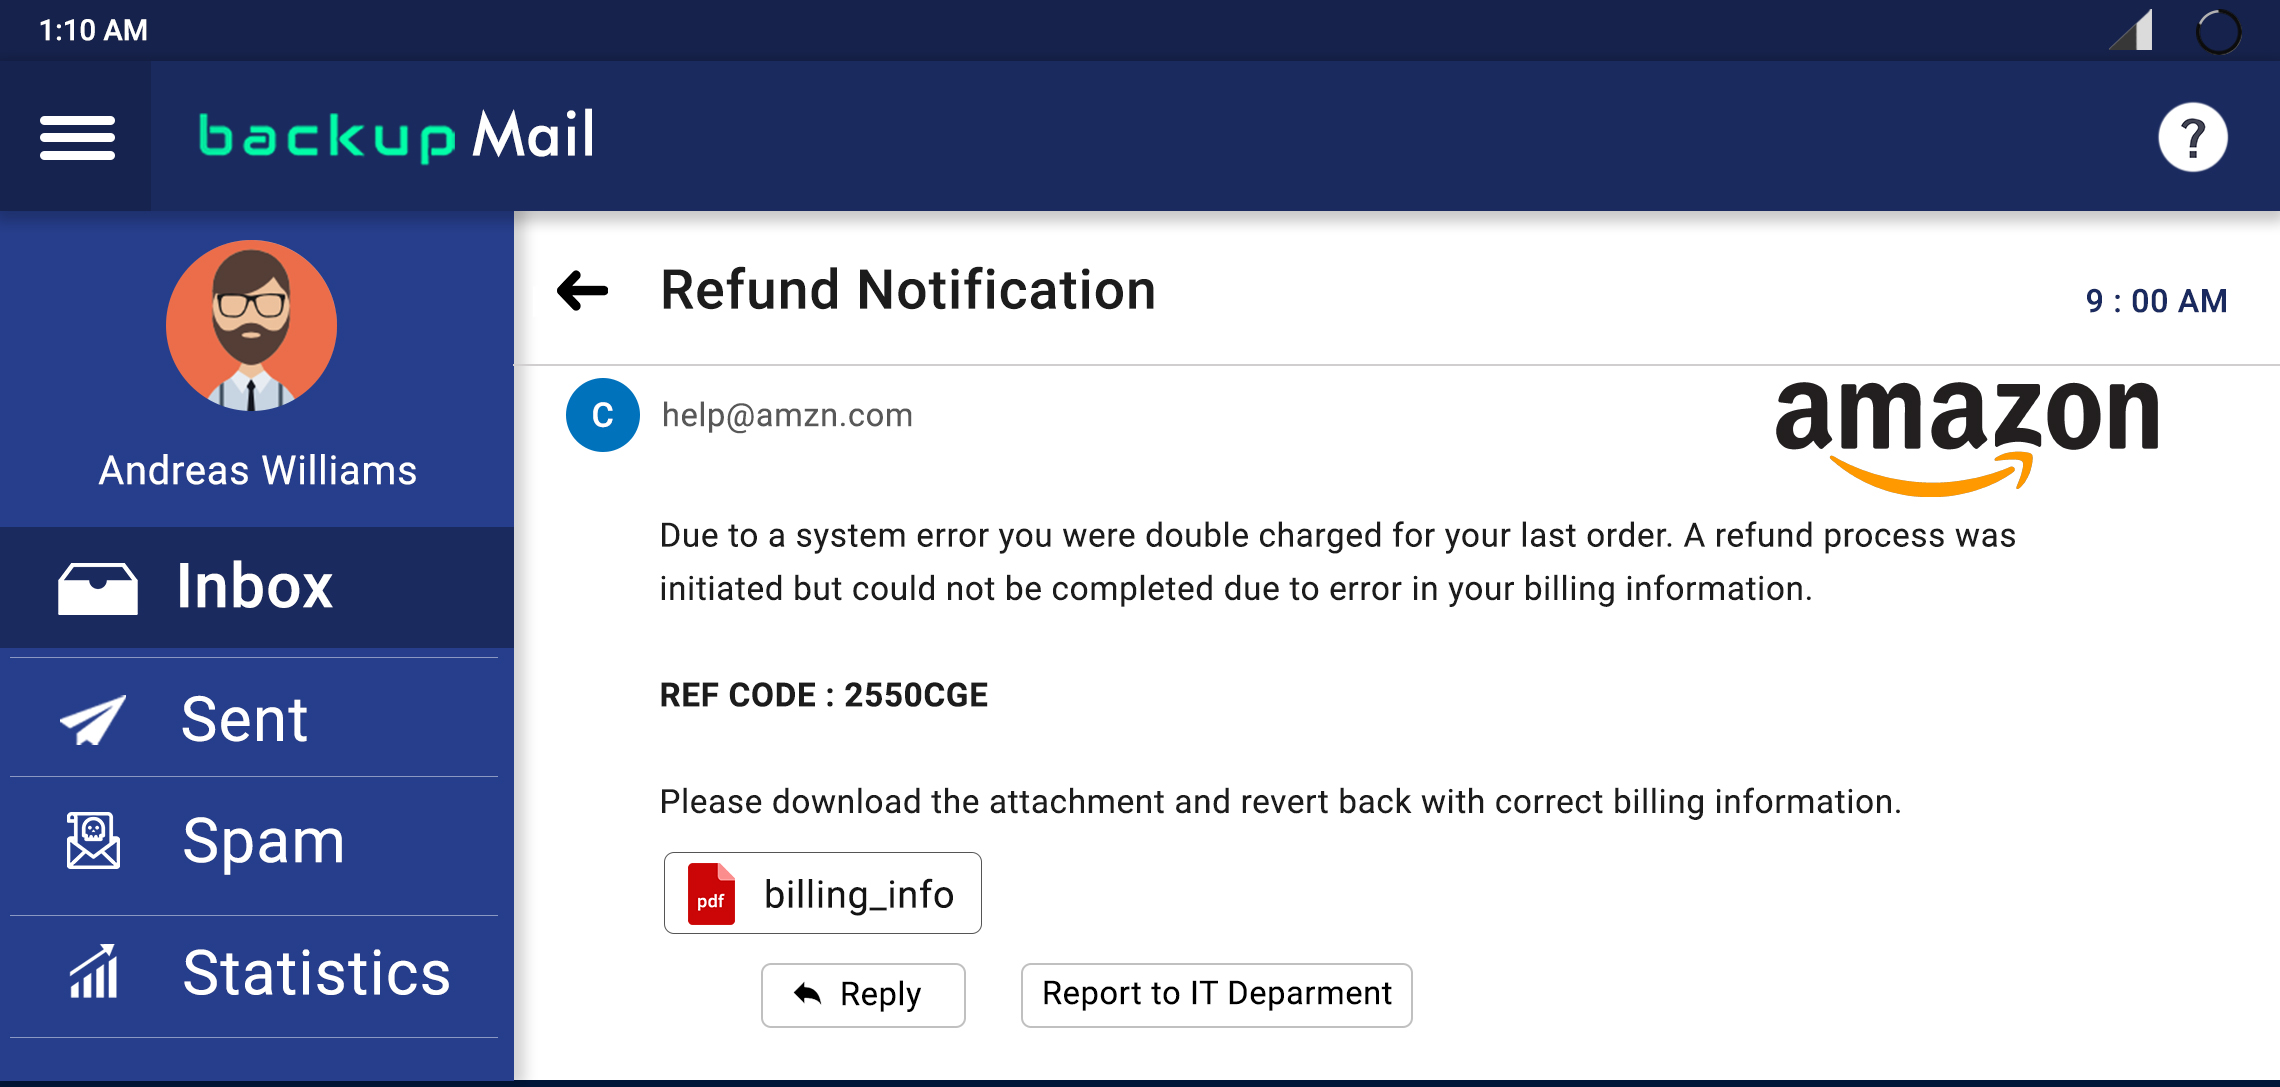 1:10 AM
backup Mail
?
Andreas Williams
Inbox
Sent
Spam
Statistics
Refund Notification
9 : 00 AM
C
help@amzn.com
amazon
Due to a system error you were double charged for your last order. A refund process was
initiated but could not be completed due to error in your billing information.
REF CODE : 2550CGE
Please download the attachment and revert back with correct billing information.
pdf billing_info
Reply
Report to IT Deparment